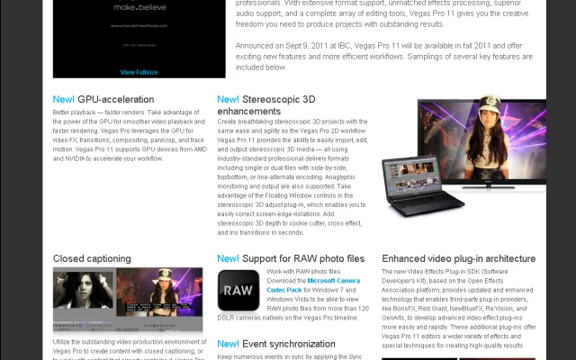 make.believe
www.sonycreativesoftware.com
View Fullsize
professionals. With extensive format support, unmatched effects processing, superior
audio support, and a complete array of editing tools, Vegas Pro 11 gives you the creative
freedom you need to produce projects with outstanding results.
Announced on Sept 9, 2011 at IBC, Vegas Pro 11 will be available in fall 2011 and offer
exciting new features and more efficient workflows. Samplings of several key features are
included below.
New! GPU-acceleration
Better playback — faster renders. Take advantage of
the power of the GPU for smoother video playback and
faster rendering. Vegas Pro leverages the GPU for
video FX, transitions, compositing, pan/crop, and track
motion. Vegas Pro 11 supports GPU devices from AMD
and NVIDIA to accelerate your workflow.
New! Stereoscopic 3D
enhancements
Create breathtaking stereoscopic 3D projects with the
same ease and agility as the Vegas Pro 2D workflow.
Vegas Pro 11 provides the ability to easily import, edit,
and output stereoscopic 3D media — all using
industry-standard professional delivery formats
including single or dual files with side-by-side,
top/bottom, or line-alternate encoding. Anaglyphic
monitoring and output are also supported. Take
advantage of the Floating Window controls in the
stereoscopic 3D adjust plug-in, which enables you to
easily correct screen-edge violations. Add
stereoscopic 3D depth to cookie cutter, cross effect,
and iris transitions in seconds.
Closed captioning
Utilize the outstanding video production environment of
Vegas Pro to create content with closed captioning, or
New! Support for RAW photo files
RAW
Work with RAW photo files.
Download the Microsoft Camera
Codec Pack for Windows 7 and
Windows Vista to be able to view
RAW photo files from more than 120
DSLR cameras natively on the Vegas Pro timeline.
New! Event synchronization
Keep numerous events in sync by applying the Sync
Enhanced video plug-in architecture
The new Video Effects Plug-in SDK (Software
Developer's Kit), based on the Open Effects
Association platform, provides updated and enhanced
technology that enables third-party plug-in providers,
like BorisFX, Red Giant, NewBlueFX, Re:Vision, and
GenArts, to develop advanced video effect plug-ins
more easily and rapidly. These additional plug-ins offer
Vegas Pro 11 editors a wider variety of effects and
special techniques for creating high-quality results.